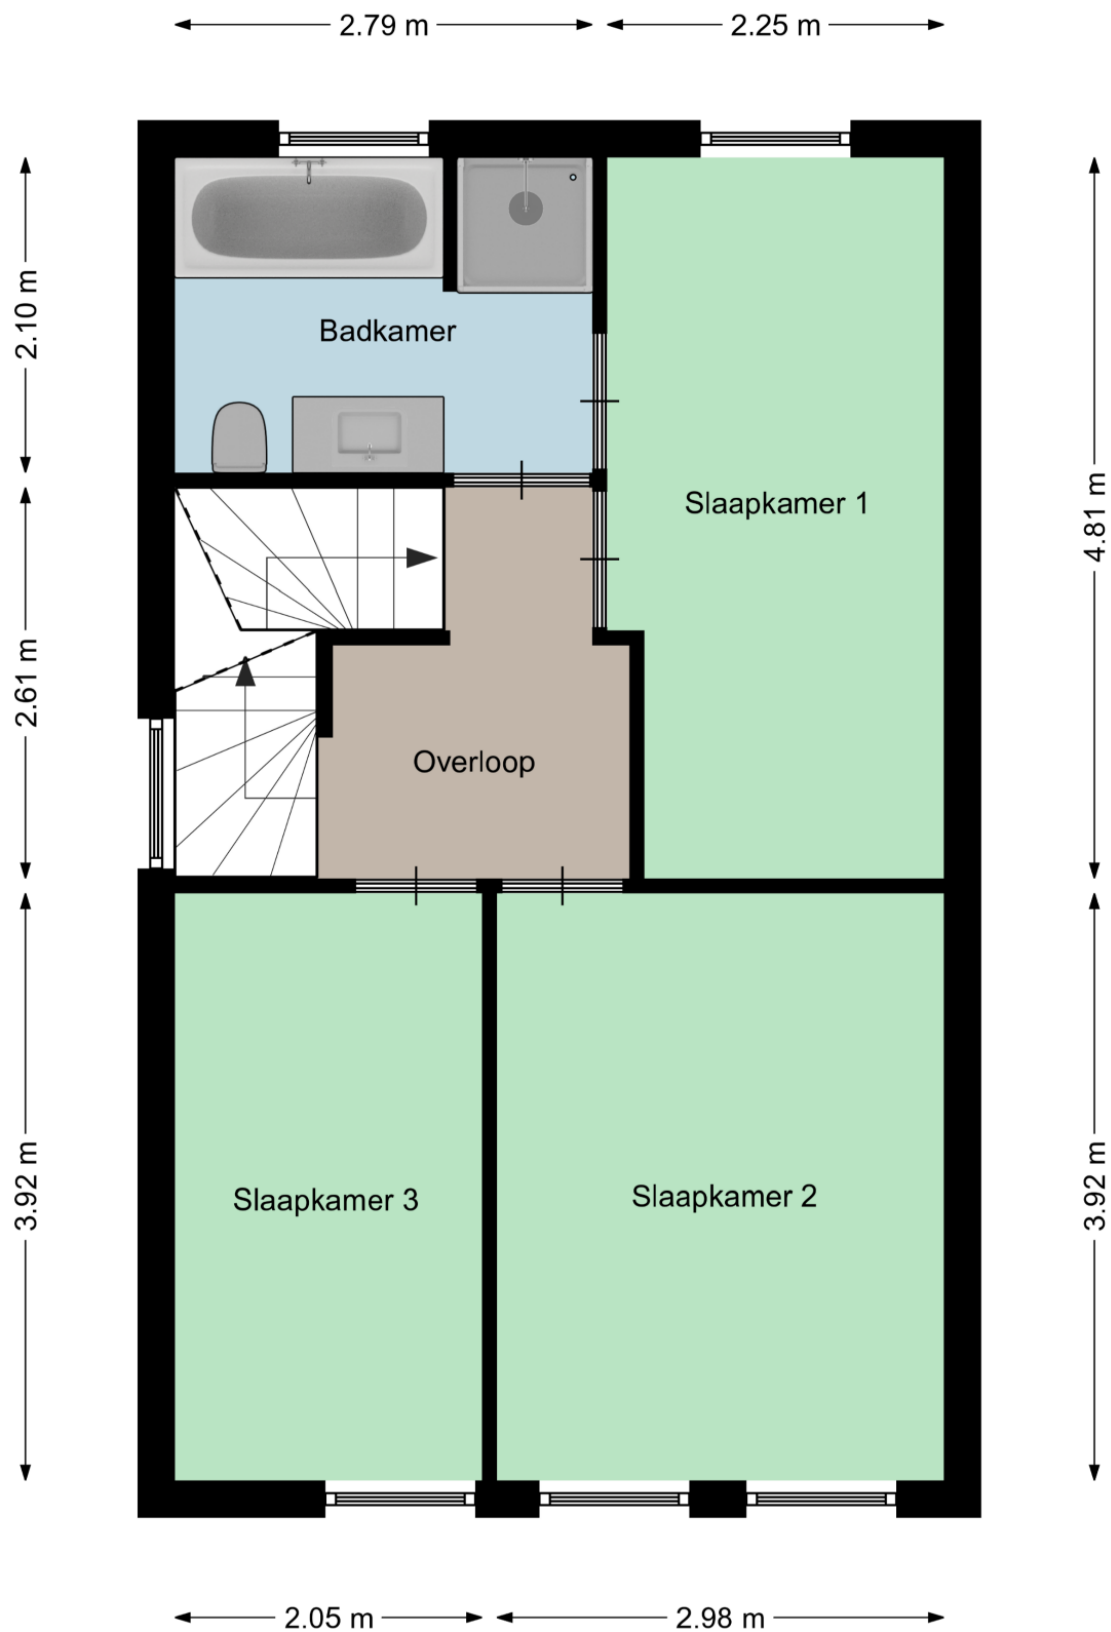 2.79 m
2.25 m
2.10 m
Badkamer
4.81 m
Slaapkamer 1
2.61 m
Overloop
3.92 m
Slaapkamer 3
Slaapkamer 2
3.92 m
2.05 m
2.98 m